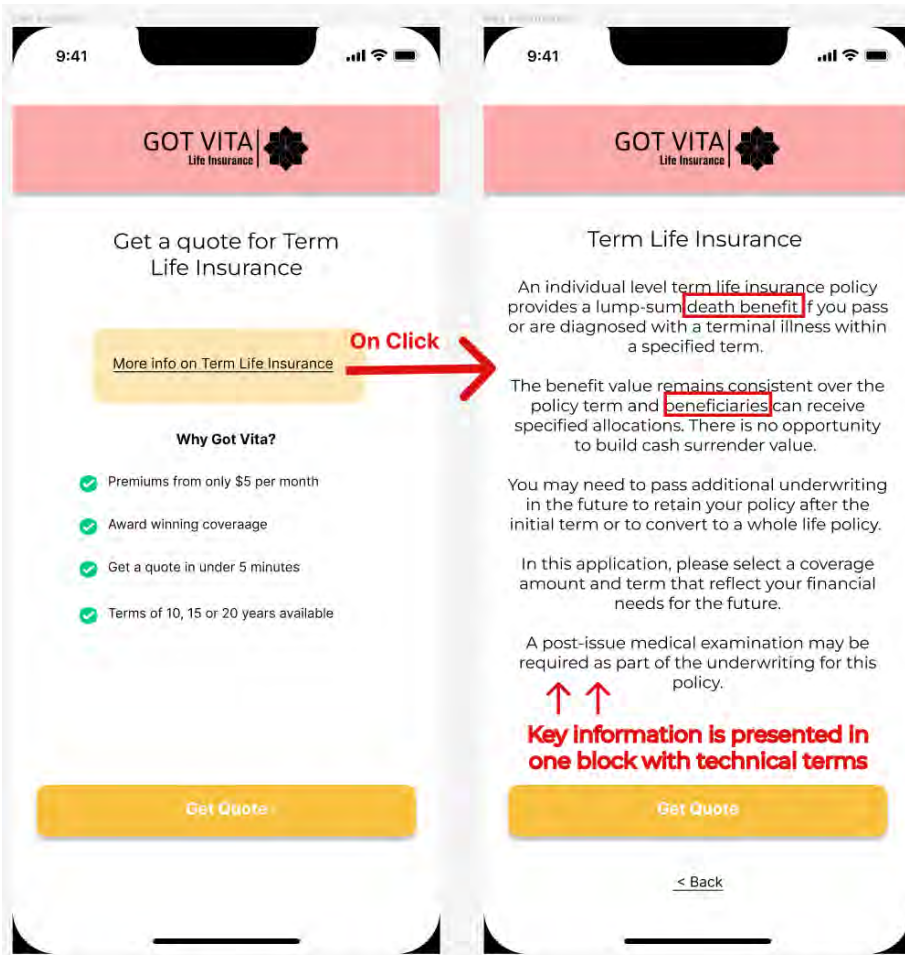 9:41
GOT VITA
Life Insurance
Get a quote for Term
Life Insurance
More info on Term Life Insurance
On Click
Why Got Vita?
Premiums from only $5 per month
Award winning coveraage
Get a quote in under 5 minutes
Terms of 10, 15 or 20 years available
Get Quote
9:41
GOT VITA
Life Insurance
Term Life Insurance
An individual level term life insurance policy
provides a lump-sum death benefit if you pass
or are diagnosed with a terminal illness within
a specified term.
The benefit value remains consistent over the
policy term and beneficiaries can receive
specified allocations. There is no opportunity
to build cash surrender value.
You may need to pass additional underwriting
in the future to retain your policy after the
initial term or to convert to a whole life policy.
In this application, please select a coverage
amount and term that reflect your financial
needs for the future.
A post-issue medical examination may be
required as part of the underwriting for this
policy.
Key information is presented in
one block with technical terms
Get Quote
< Back